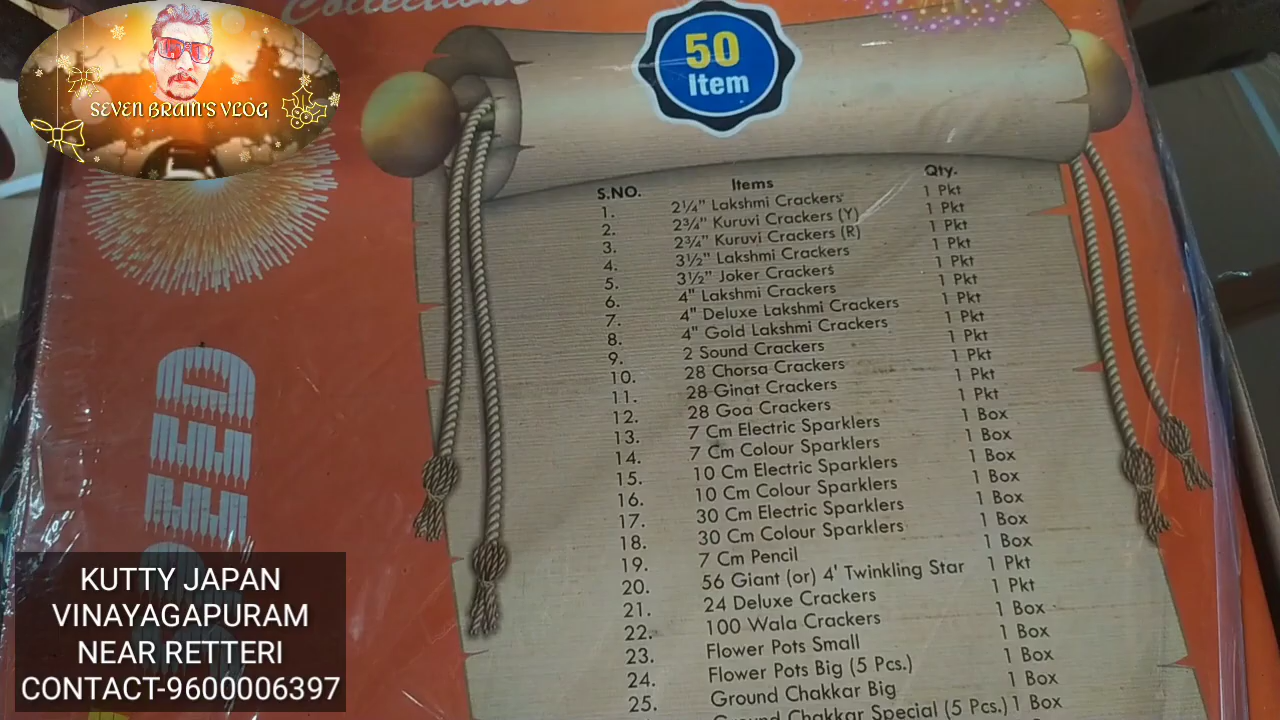 Collections
SEVEN BRAIN'S VLOG
50
Item
S.NO. Items Qty.
1. 2¼" Lakshmi Crackers 1 Pkt
2. 2¾" Kuruvi Crackers (Y) 1 Pkt
3. 2¾" Kuruvi Crackers (R) 1 Pkt
4. 3½" Lakshmi Crackers 1 Pkt
5. 3½" Joker Crackers 1 Pkt
6. 4" Lakshmi Crackers 1 Pkt
7. 4" Deluxe Lakshmi Crackers 1 Pkt
8. 4" Gold Lakshmi Crackers 1 Pkt
9. 2 Sound Crackers 1 Pkt
10. 28 Chorsa Crackers 1 Pkt
11. 28 Ginat Crackers 1 Pkt
12. 28 Goa Crackers 1 Pkt
13. 7 Cm Electric Sparklers 1 Box
14. 7 Cm Colour Sparklers 1 Box
15. 10 Cm Electric Sparklers 1 Box
16. 10 Cm Colour Sparklers 1 Box
17. 30 Cm Electric Sparklers 1 Box
18. 30 Cm Colour Sparklers 1 Box
19. 7 Cm Pencil 1 Box
20. 56 Giant (or) 4' Twinkling Star 1 Pkt
21. 24 Deluxe Crackers 1 Pkt
22. 100 Wala Crackers 1 Box
23. Flower Pots Small 1 Box
24. Flower Pots Big (5 Pcs.) 1 Box
25. Ground Chakkar Big 1 Box
Ground Chakkar Special (5 Pcs.) 1 Box
KUTTY JAPAN
VINAYAGAPURAM
NEAR RETTERI
CONTACT-9600006397